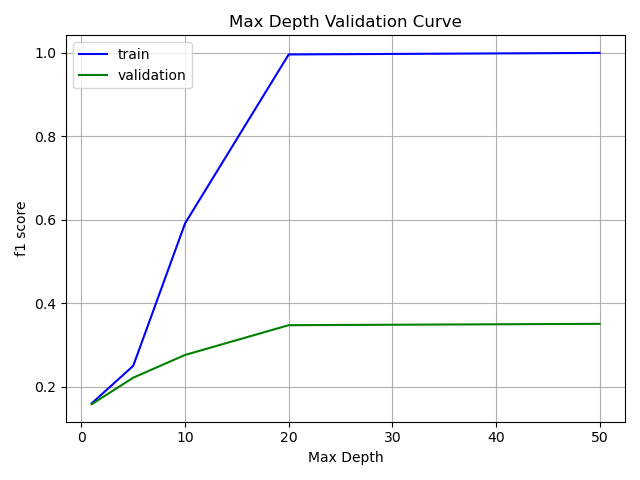 Max Depth Validation Curve
train
validation
f1 score
1.0
0.8
0.6
0.4
0.2
0 10 20 30 40 50
Max Depth